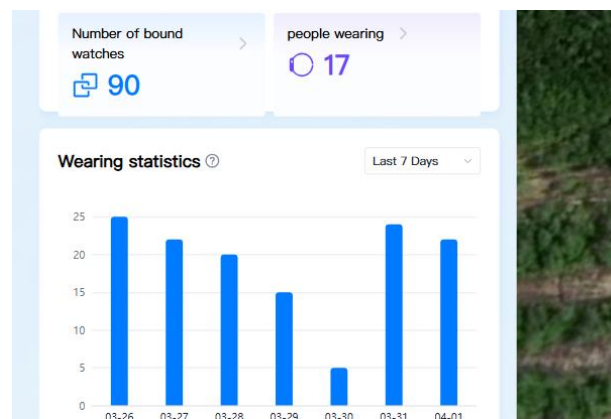 Number of bound
watches
90
people wearing
17
Wearing statistics
Last 7 Days
25
20
15
10
5
0
03-26 03-27 03-28 03-29 03-30 03-31 04-01